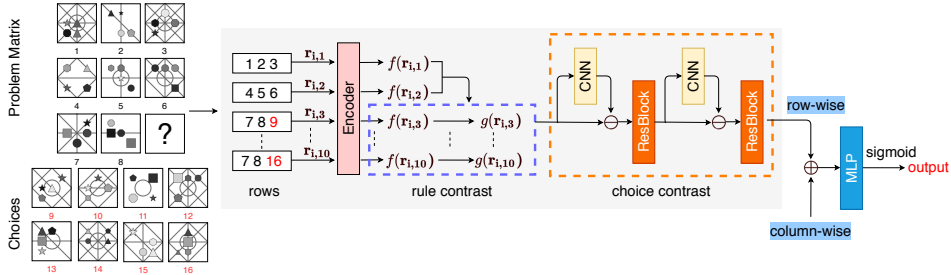 Problem Matrix
1 2 3
4 5 6
7 8
?
Choices
9 10 11 12
13 14 15 16
1 2 3
4 5 6
7 8 9
7 8 16
rows
r_{i,1}
r_{i,2}
r_{i,3}
r_{i,10}
Encoder
f(r_{i,1})
f(r_{i,2})
f(r_{i,3})
g(r_{i,3})
f(r_{i,10})
g(r_{i,10})
rule contrast
CNN
ResBlock
CNN
ResBlock
choice contrast
row-wise
column-wise
MLP
sigmoid
output